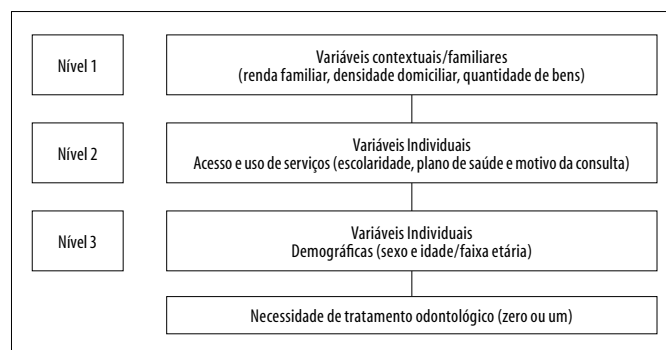 Nível 1
Variáveis contextuais/familiares
(renda familiar, densidade domiciliar, quantidade de bens)
Nível 2
Variáveis Individuais
Acesso e uso de serviços (escolaridade, plano de saúde e motivo da consulta)
Nível 3
Variáveis Individuais
Demográficas (sexo e idade/faixa etária)
Necessidade de tratamento odontológico (zero ou um)